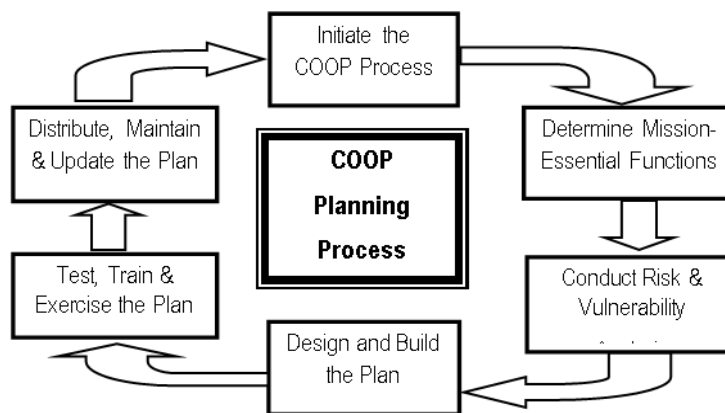 Initiate the
COOP Process
Determine Mission-
Essential Functions
Conduct Risk &
Vulnerability
Design and Build
the Plan
Test, Train &
Exercise the Plan
Distribute, Maintain
& Update the Plan
COOP
Planning
Process